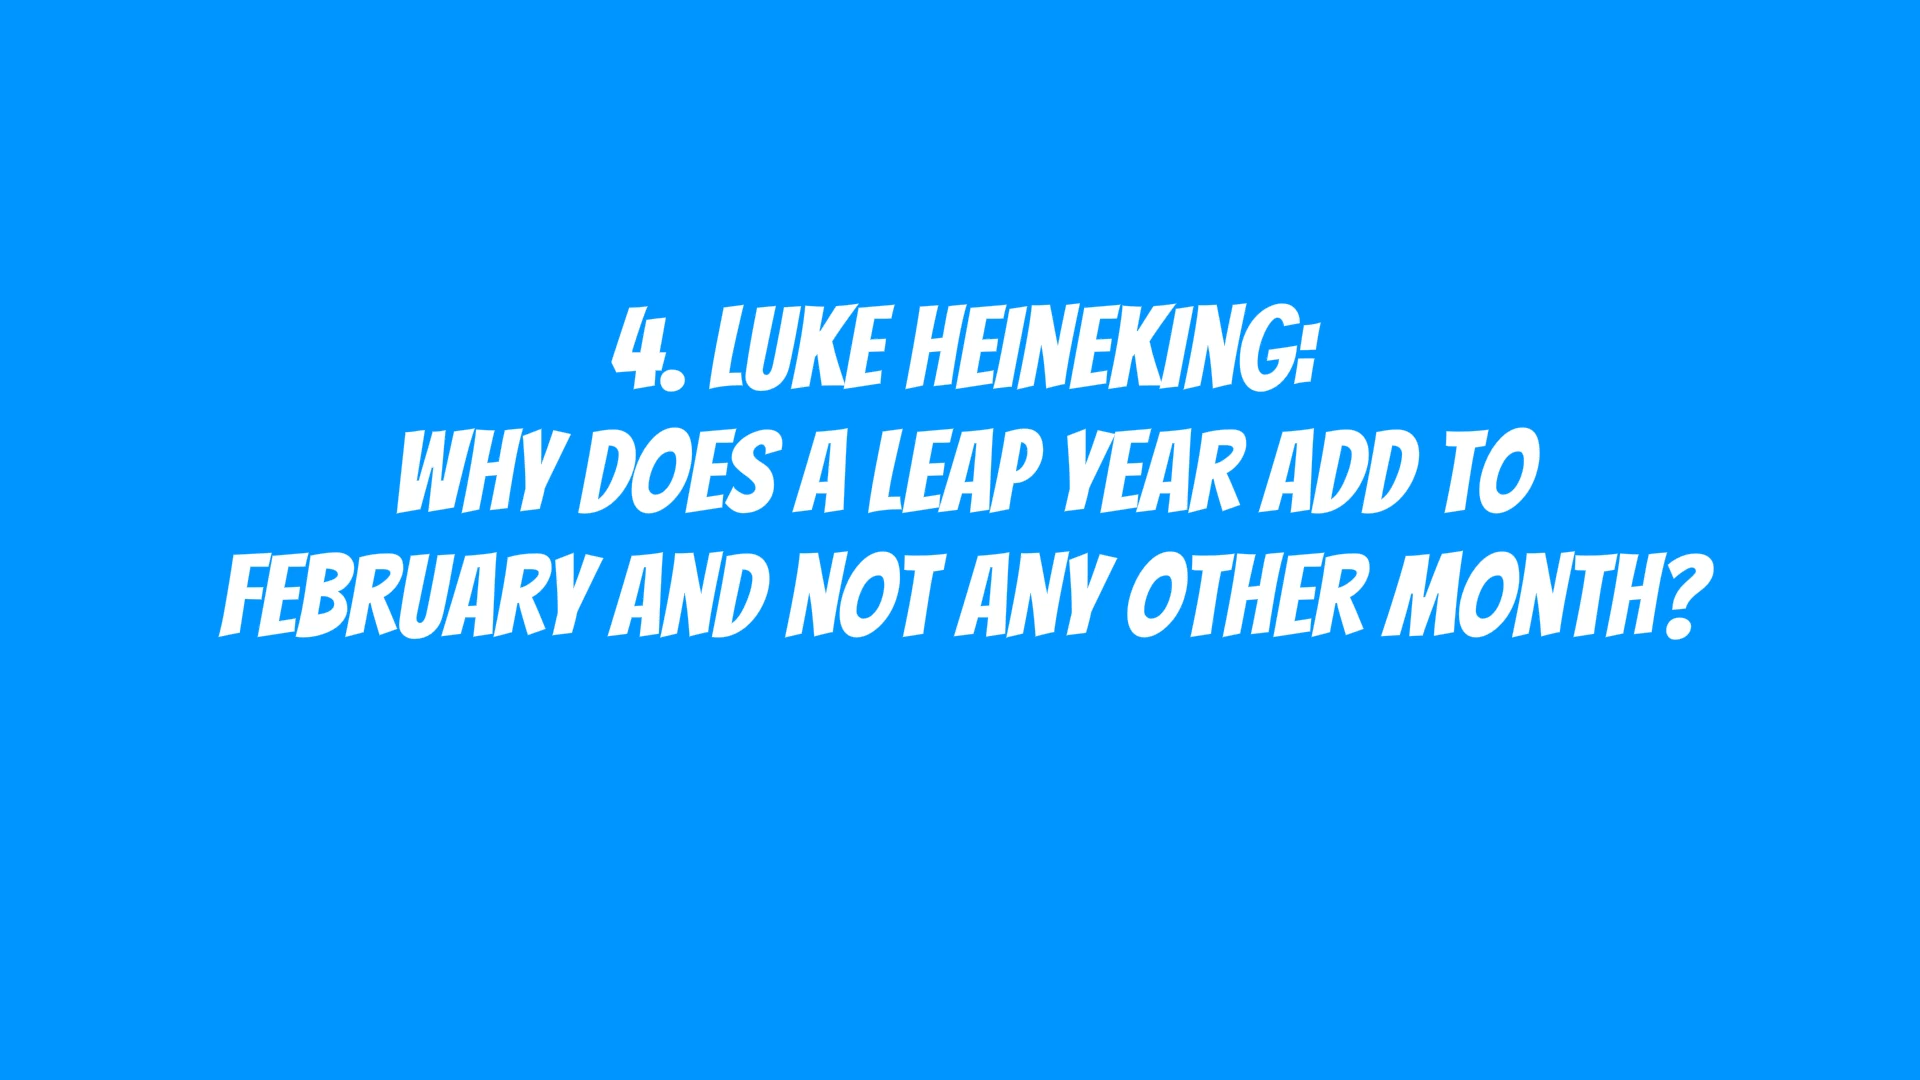 4. LUKE HEINEKING:
WHY DOES A LEAP YEAR ADD TO
FEBRUARY AND NOT ANY OTHER MONTH?